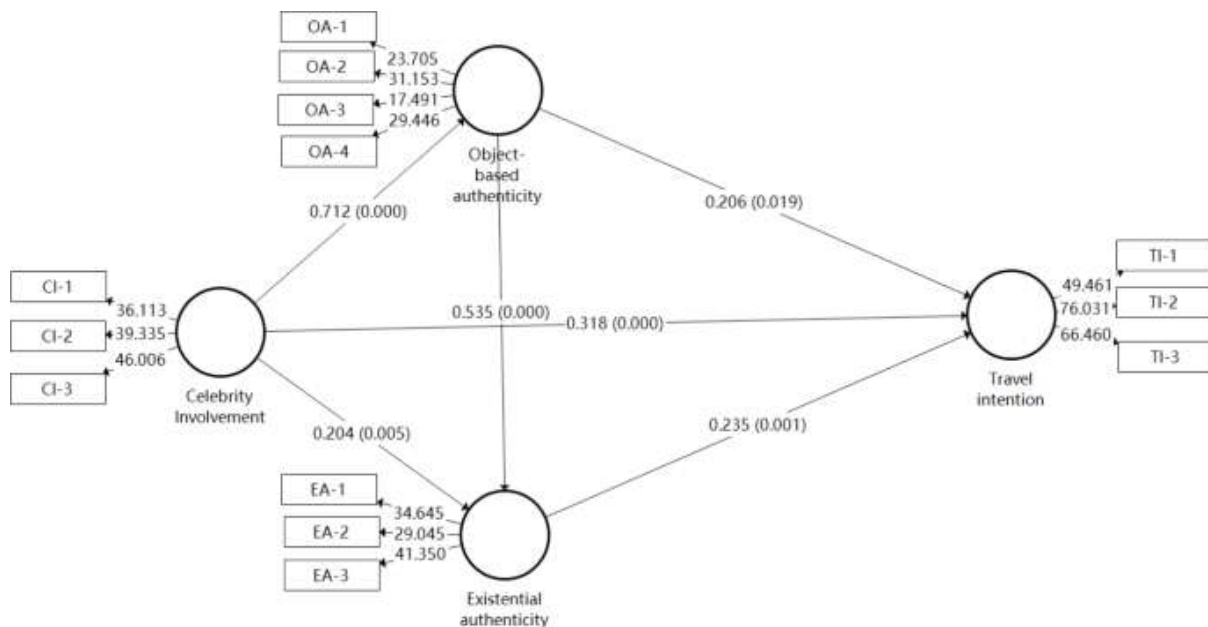 OA-1
23.705
OA-2
31.153
OA-3
17.491
29.446
OA-4
Object-
based
authenticity
0.712 (0.000)
0.206 (0.019)
CI-1
36.113
CI-2
39.335
46.006
CI-3
Celebrity
Involvement
0.535 (0.000)
0.318 (0.000)
TI-1
49.461
76.031
TI-2
66.460
TI-3
Travel
intention
0.204 (0.005)
0.235 (0.001)
EA-1
34.645
EA-2
29.045
41.350
EA-3
Existential
authenticity